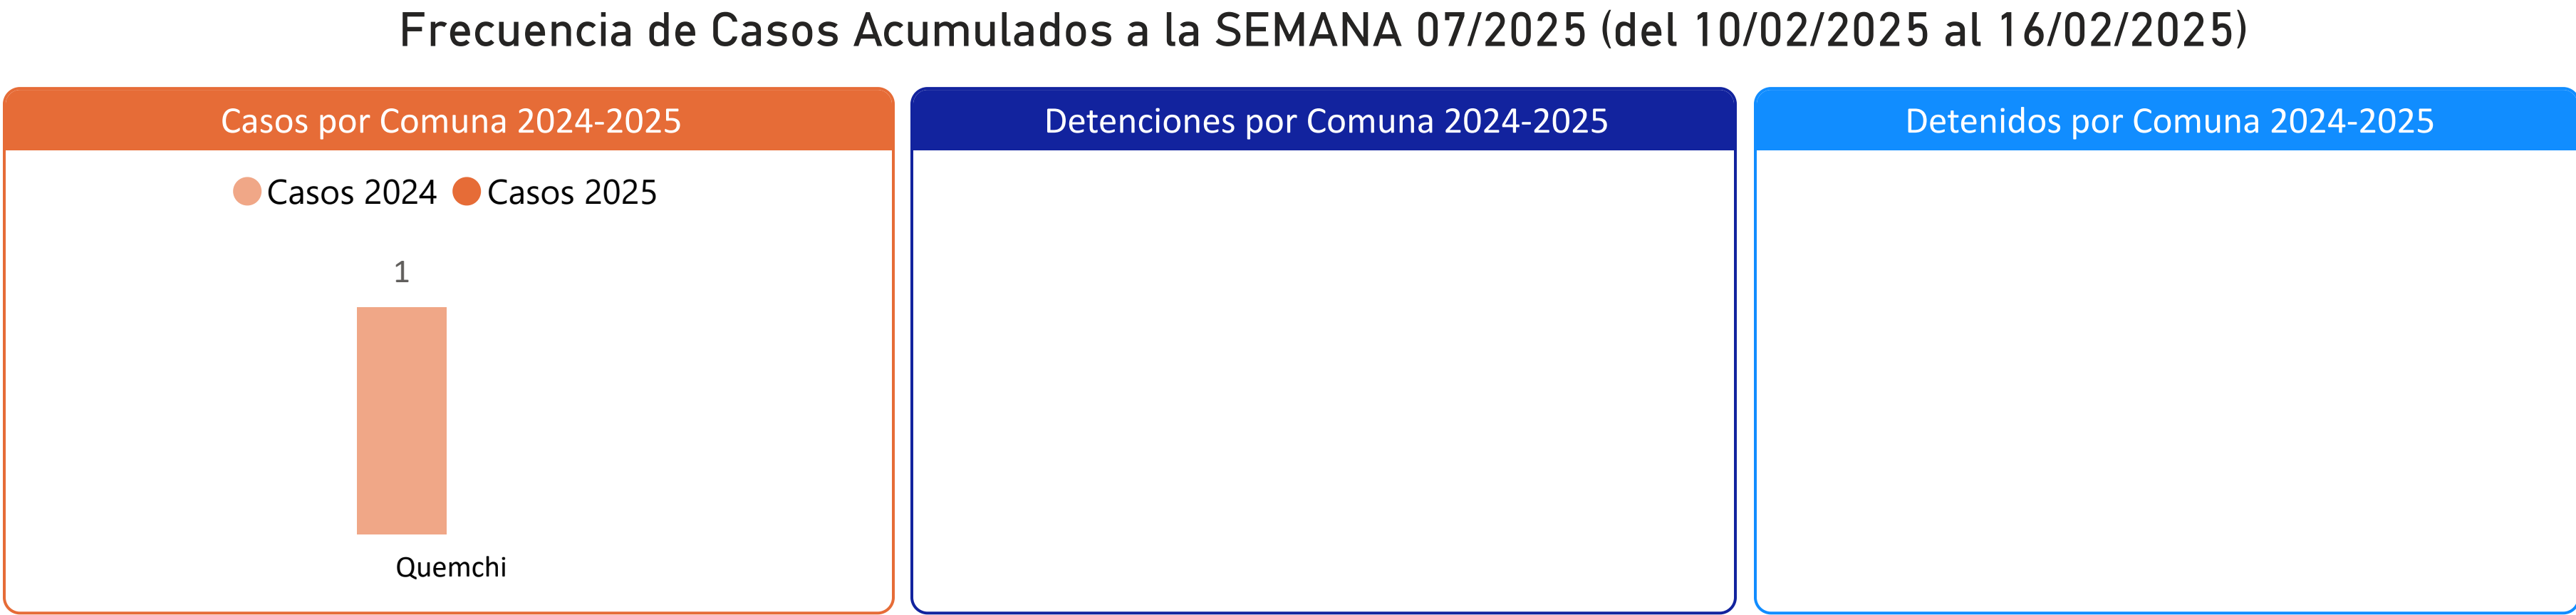 Frecuencia de Casos Acumulados a la SEMANA 07/2025 (del 10/02/2025 al 16/02/2025)
Casos por Comuna 2024-2025
Casos 2024 Casos 2025
1
Quemchi
Detenciones por Comuna 2024-2025
Detenidos por Comuna 2024-2025